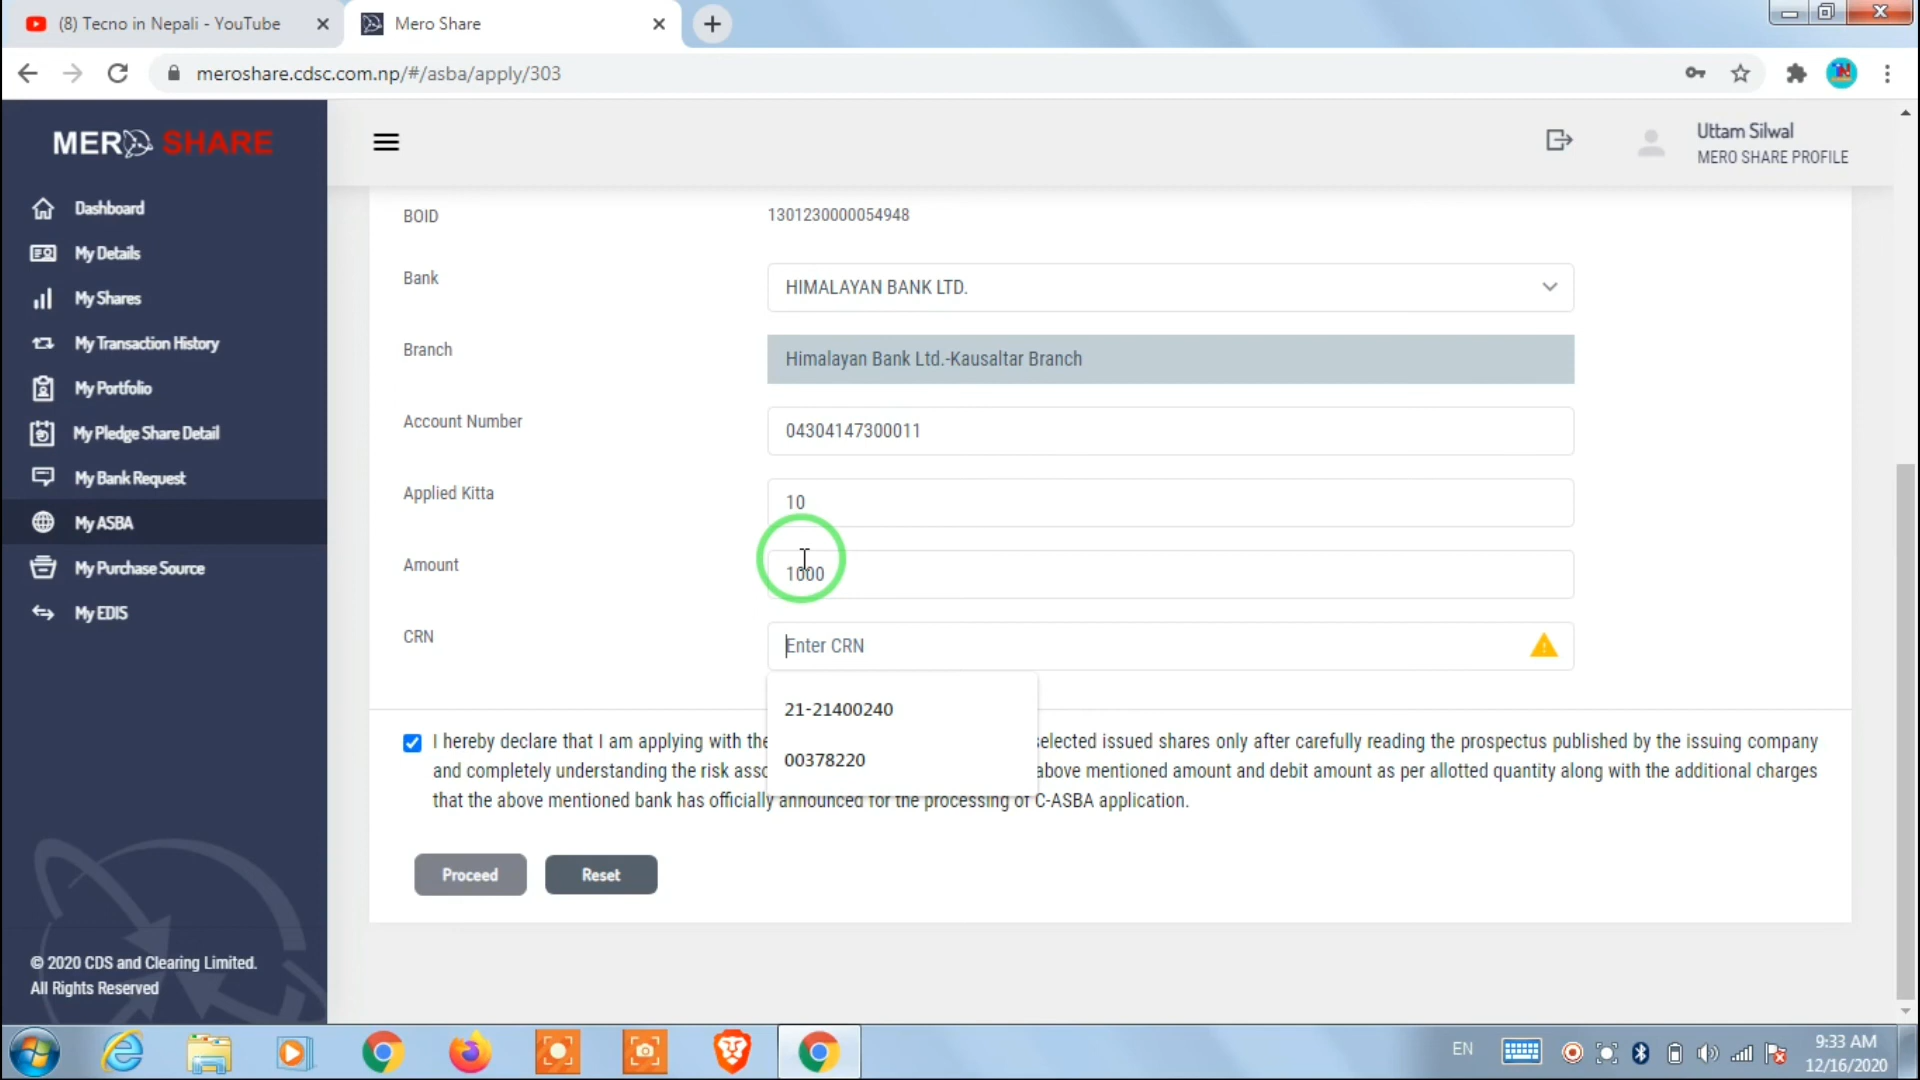 (8) Tecno in Nepali - YouTube
Mero Share
meroshare.cdsc.com.np/#/asba/apply/303
MERO SHARE
Uttam Silwal
MERO SHARE PROFILE
Dashboard
My Details
My Shares
My Transaction History
My Portfolio
My Pledge Share Detail
My Bank Request
My ASBA
My Purchase Source
My EDIS
© 2020 CDS and Clearing Limited.
All Rights Reserved
BOID
1301230000054948
Bank
HIMALAYAN BANK LTD.
Branch
Himalayan Bank Ltd.-Kausaltar Branch
Account Number
04304147300011
Applied Kitta
10
Amount
1000
CRN
Enter CRN
21-21400240
00378220
I hereby declare that I am applying with the selected issued shares only after carefully reading the prospectus published by the issuing company
and completely understanding the risk above mentioned amount and debit amount as per allotted quantity along with the additional charges
that the above mentioned bank has officially announced for the processing of C-ASBA application.
Proceed
Reset
EN
9:33 AM
12/16/2020